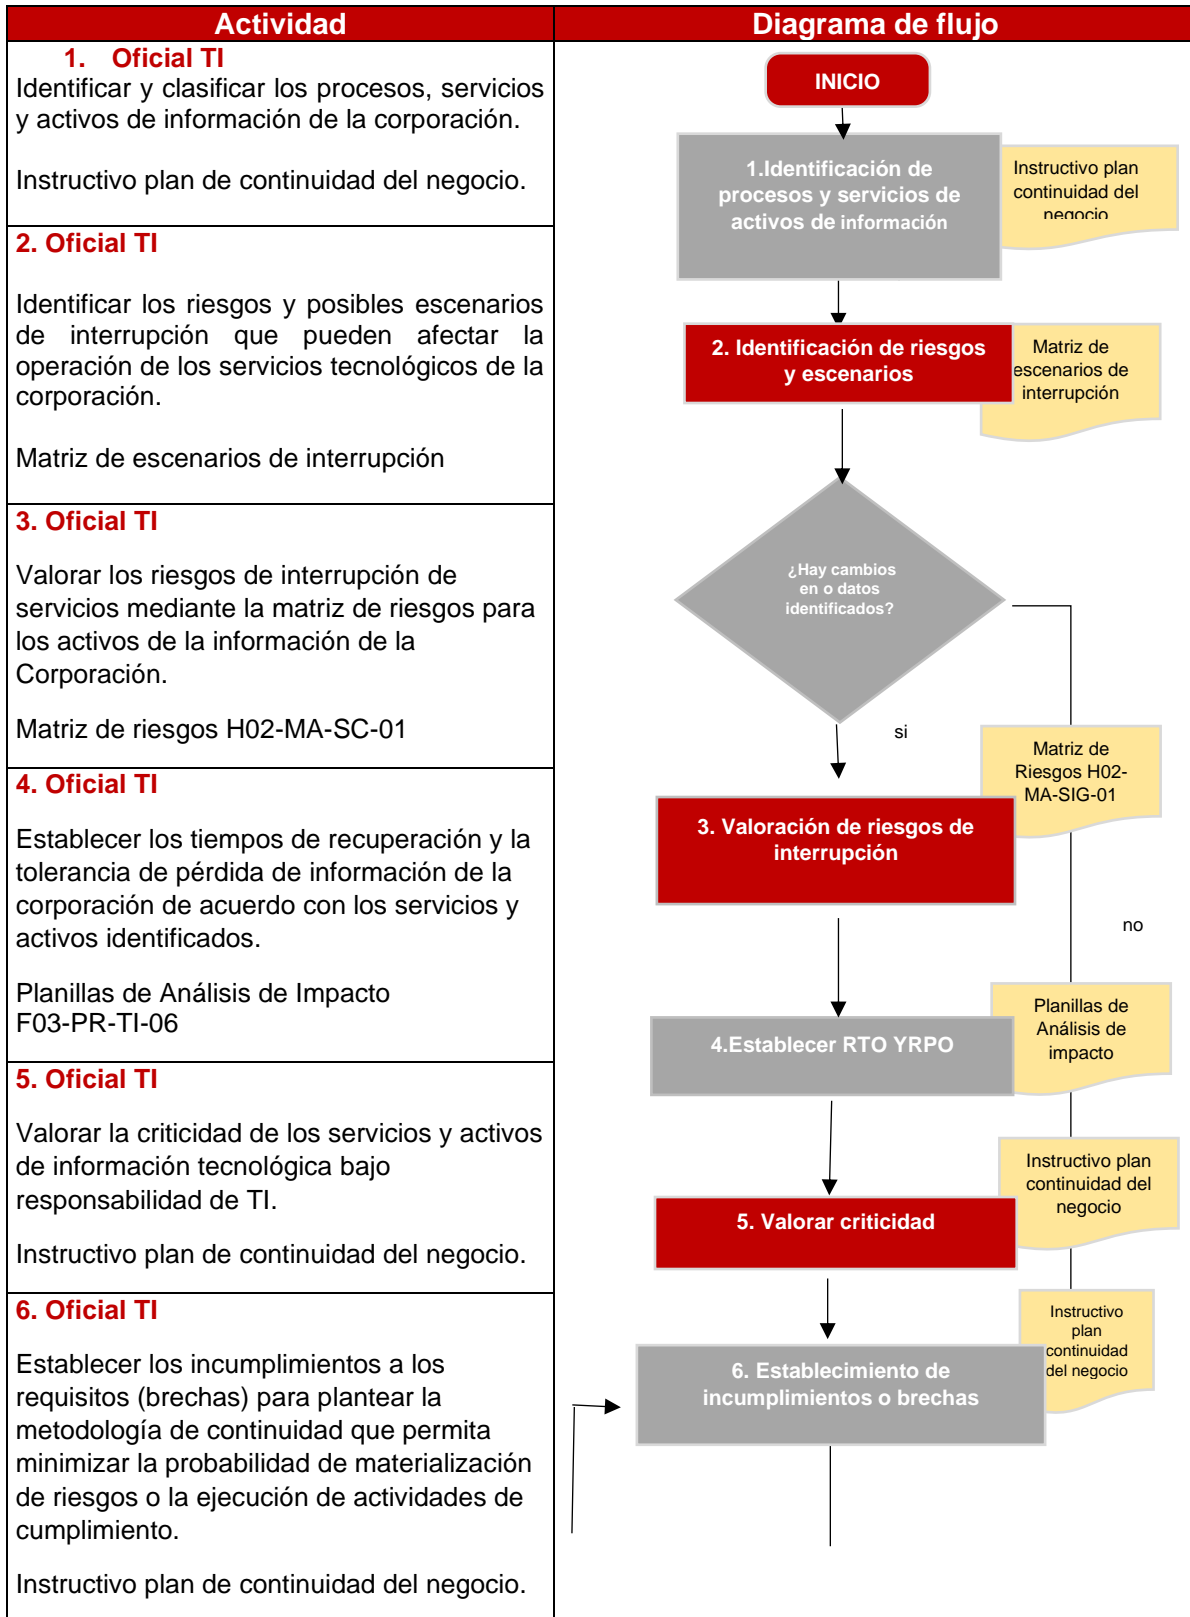 Actividad
Diagrama de flujo
1. Oficial TI
Identificar y clasificar los procesos, servicios
y activos de información de la corporación.
Instructivo plan de continuidad del negocio.
INICIO
1.Identificación de
procesos y servicios de
activos de información
Instructivo plan
continuidad del
negocio
2. Oficial TI
Identificar los riesgos y posibles escenarios
de interrupción que pueden afectar la
operación de los servicios tecnológicos de la
corporación.
Matriz de escenarios de interrupción
2. Identificación de riesgos
y escenarios
Matriz de
escenarios de
interrupción
3. Oficial TI
Valorar los riesgos de interrupción de
servicios mediante la matriz de riesgos para
los activos de la información de la
Corporación.
Matriz de riesgos H02-MA-SC-01
¿Hay cambios
en o datos
identificados?
si
no
4. Oficial TI
Establecer los tiempos de recuperación y la
tolerancia de pérdida de información de la
corporación de acuerdo con los servicios y
activos identificados.
Planillas de Análisis de Impacto
F03-PR-TI-06
3. Valoración de riesgos de
interrupción
Matriz de
Riesgos H02-
MA-SIG-01
4.Establecer RTO YRPO
Planillas de
Análisis de
impacto
5. Oficial TI
Valorar la criticidad de los servicios y activos
de información tecnológica bajo
responsabilidad de TI.
Instructivo plan de continuidad del negocio.
5. Valorar criticidad
Instructivo plan
continuidad del
negocio
6. Oficial TI
Establecer los incumplimientos a los
requisitos (brechas) para plantear la
metodología de continuidad que permita
minimizar la probabilidad de materialización
de riesgos o la ejecución de actividades de
cumplimiento.
Instructivo plan de continuidad del negocio.
6. Establecimiento de
incumplimientos o brechas
Instructivo
plan
continuidad
del negocio